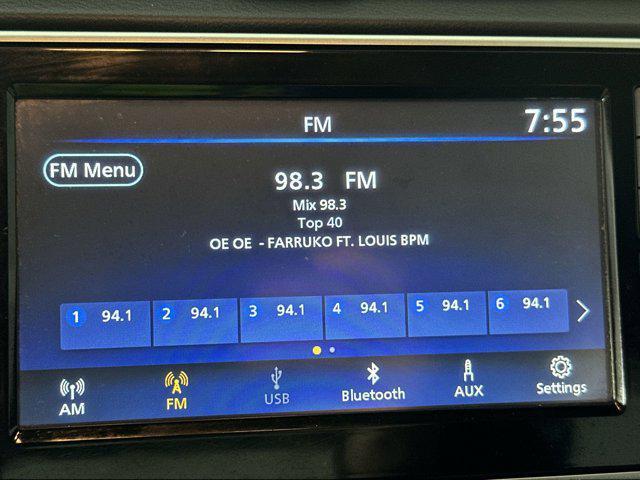 FM 7:55
FM Menu
98.3 FM
Mix 98.3
Top 40
OE OE - FARRUKO FT. LOUIS BPM
1 94.1 2 94.1 3 94.1 4 94.1 5 94.1 6 94.1
AM FM USB Bluetooth AUX Settings